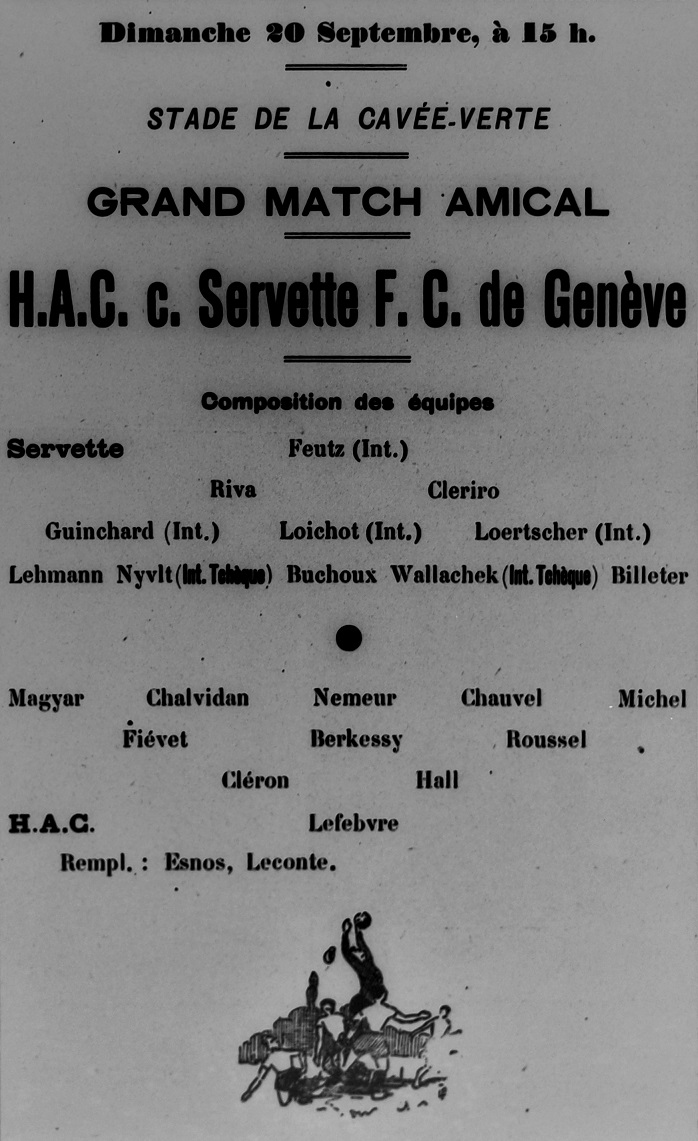 Dimanche 20 Septembre, à 15 h.
STADE DE LA CAVÉE-VERTE
GRAND MATCH AMICAL
H.A.C. c. Servette F. C. de Genève
Composition des équipes
Servette Feutz (Int.)
Riva Cleriro
Guinchard (Int.) Loichot (Int.) Loertscher (Int.)
Lehmann Nyvlt (Int. Tchèque) Buchoux Wallachek (Int. Tchèque) Billeter
Magyar Chalvidan Nemeur Chauvel Michel
Fiévet Berkessy Roussel
Cléron Hall
H.A.C. Lefebvre
Rempl. : Esnos, Leconte.